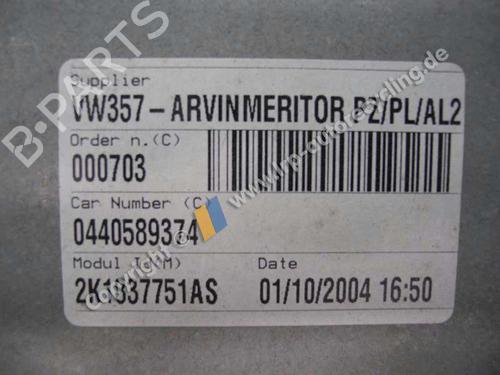 Supplier
VW357-ARVINMERITOR PZ/PL/AL2
Order n.(C)
000703
Car Number (C)
0440589374
Modul Id(M) Date
2K1837751AS 01/10/2004 16:50
B-PARTS
copyright © www.lrp-autorecycling.de